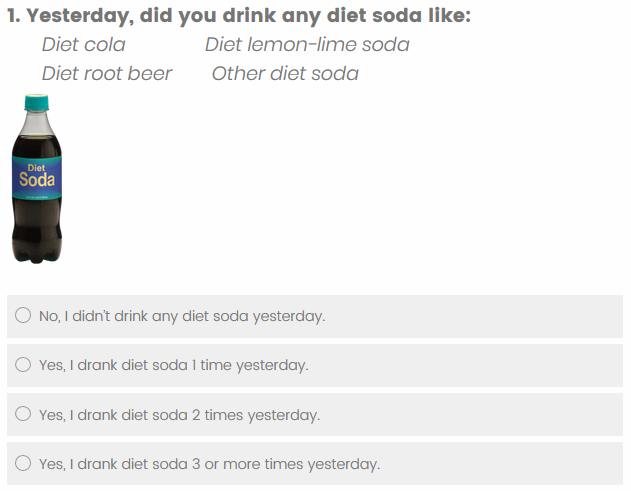 1. Yesterday, did you drink any diet soda like:
Diet cola Diet lemon-lime soda
Diet root beer Other diet soda
Diet
Soda
No, I didn't drink any diet soda yesterday.
Yes, I drank diet soda 1 time yesterday.
Yes, I drank diet soda 2 times yesterday.
Yes, I drank diet soda 3 or more times yesterday.